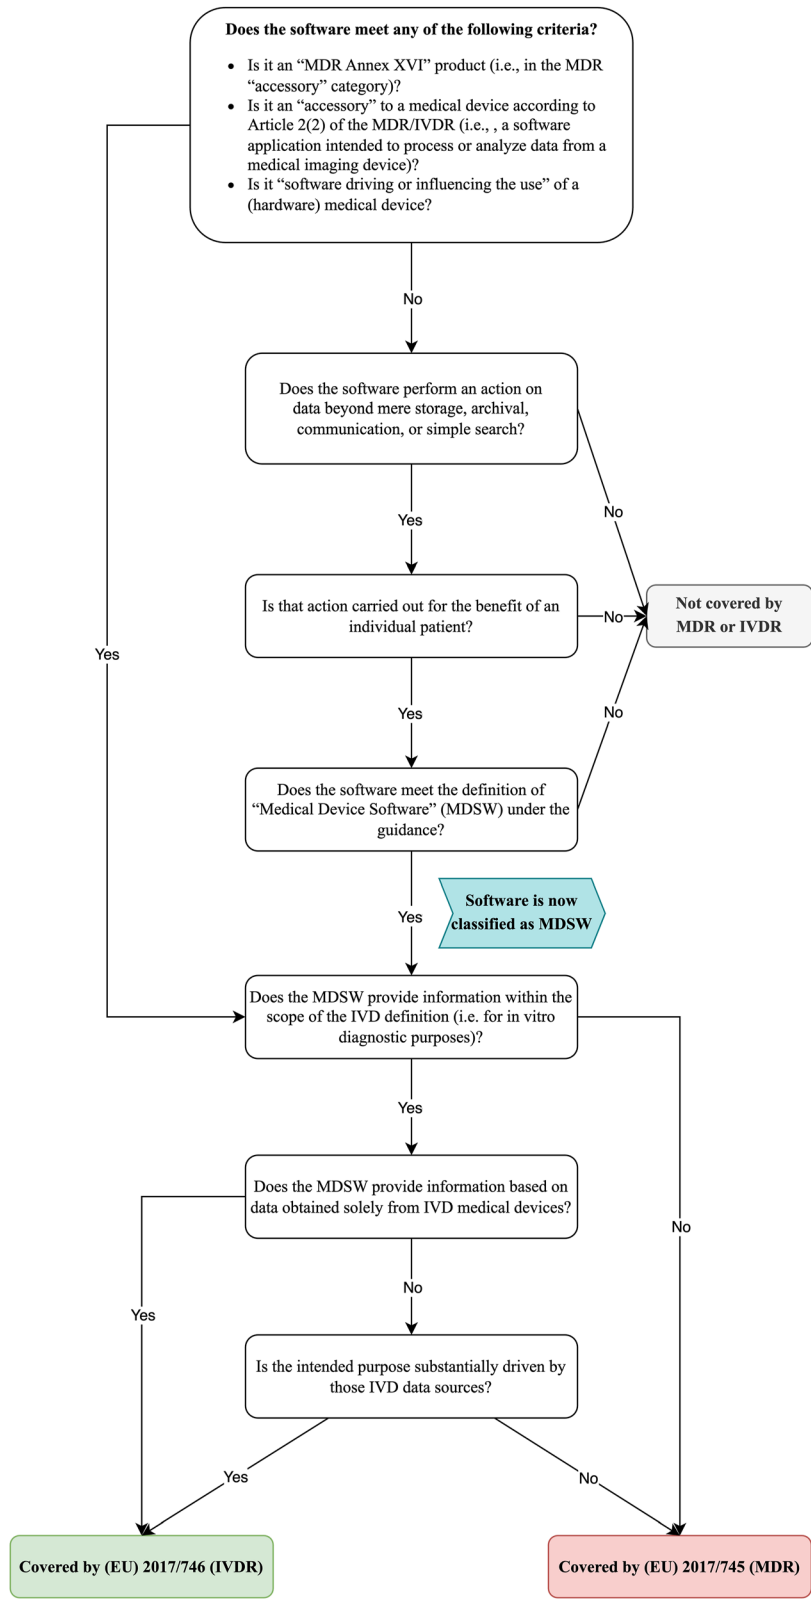 Does the software meet any of the following criteria?
• Is it an “MDR Annex XVI” product (i.e., in the MDR
“accessory” category)?
• Is it an “accessory” to a medical device according to
Article 2(2) of the MDR/IVDR (i.e., , a software
application intended to process or analyze data from a
medical imaging device)?
• Is it “software driving or influencing the use” of a
(hardware) medical device?
No
Does the software perform an action on
data beyond mere storage, archival,
communication, or simple search?
No
Yes
Is that action carried out for the benefit of an
individual patient?
No
Not covered by
MDR or IVDR
Yes
Yes
No
Does the software meet the definition of
“Medical Device Software” (MDSW) under the
guidance?
Yes
Software is now
classified as MDSW
Does the MDSW provide information within the
scope of the IVD definition (i.e. for in vitro
diagnostic purposes)?
Yes
Does the MDSW provide information based on
data obtained solely from IVD medical devices?
No
No
Yes
Is the intended purpose substantially driven by
those IVD data sources?
Yes
No
Covered by (EU) 2017/746 (IVDR)
Covered by (EU) 2017/745 (MDR)